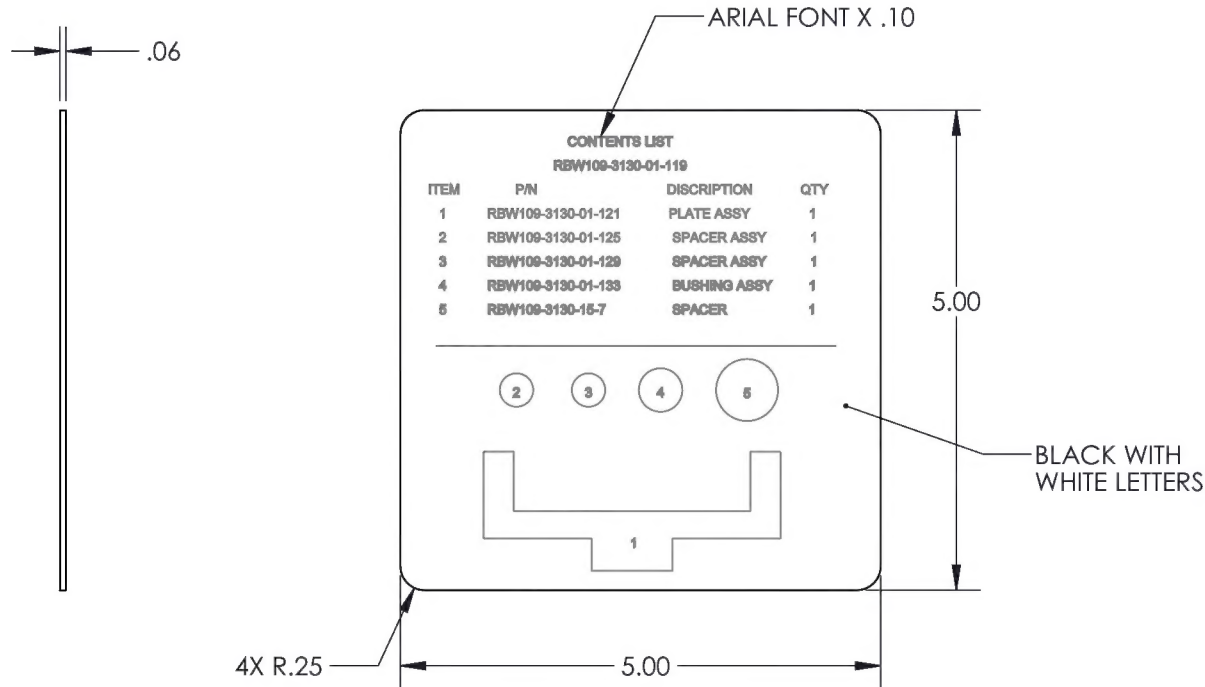 ARIAL FONT X .10
.06
CONTENTS LIST
RBW109-3130-01-119
ITEM P/N DISCRIPTION QTY
1 RBW109-3130-01-121 PLATE ASSY 1
2 RBW109-3130-01-125 SPACER ASSY 1
3 RBW109-3130-01-129 SPACER ASSY 1
4 RBW109-3130-01-133 BUSHING ASSY 1
5 RBW109-3130-15-7 SPACER 1
5.00
2 3 4 5
BLACK WITH
WHITE LETTERS
1
4X R.25
5.00